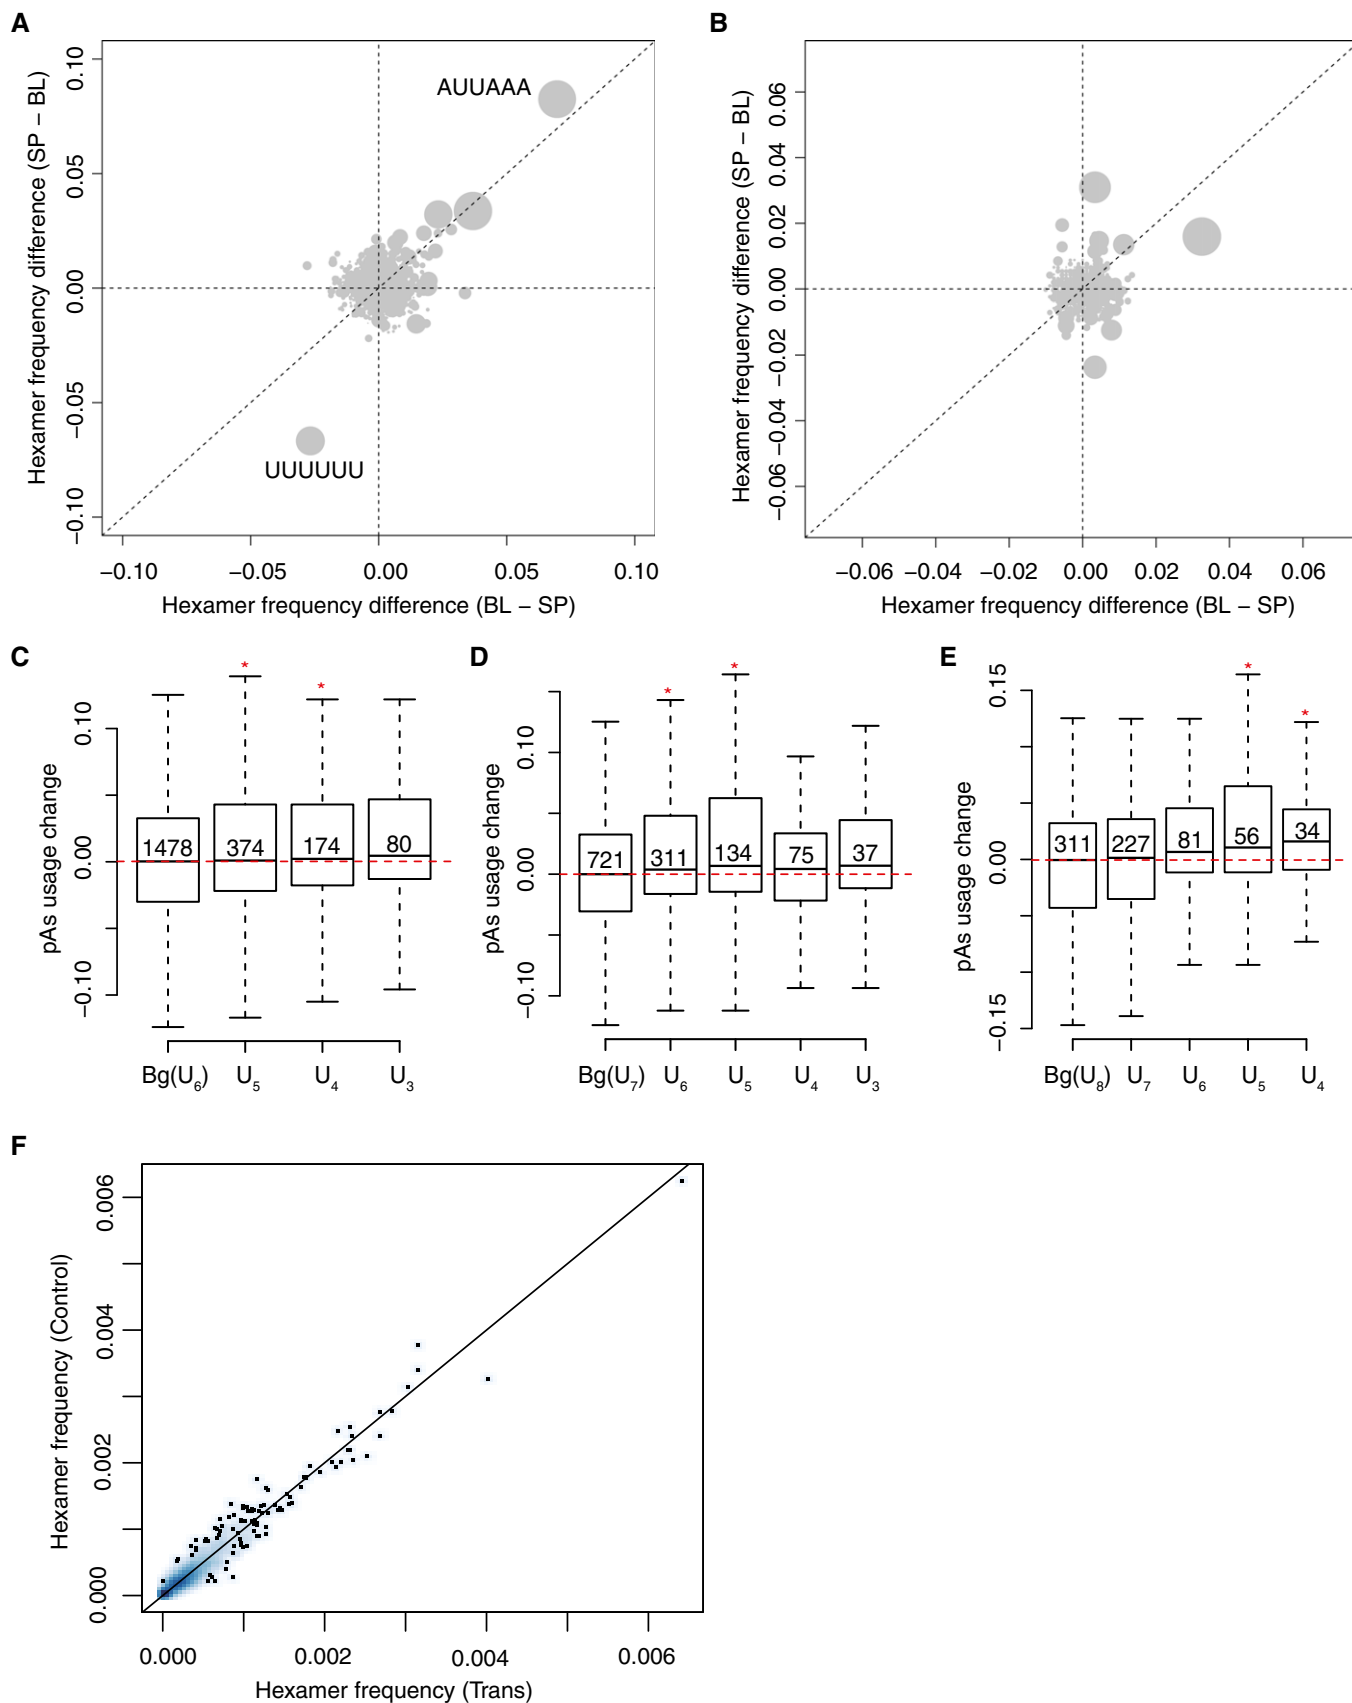 A
B
Hexamer frequency difference (SP − BL)
0.10
0.05
0.00
−0.05
−0.10
AUUAAA
UUUUUU
−0.10 −0.05 0.00 0.05 0.10
Hexamer frequency difference (BL − SP)
Hexamer frequency difference (SP − BL)
0.06
0.04
0.02
0.00
−0.02
−0.04
−0.06
−0.06 −0.04 −0.02 0.00 0.02 0.04 0.06
Hexamer frequency difference (BL − SP)
C
pAs usage change
0.10
0.00
−0.10
* *
1478 374 174 80
Bg(U₆) U₅ U₄ U₃
D
pAs usage change
0.10
0.00
−0.10
* *
721 311 134 75 37
Bg(U₇) U₆ U₅ U₄ U₃
E
pAs usage change
0.15
0.00
−0.15
* *
311 227 81 56 34
Bg(U₈) U₇ U₆ U₅ U₄
F
Hexamer frequency (Control)
0.006
0.004
0.002
0.000
0.000 0.002 0.004 0.006
Hexamer frequency (Trans)